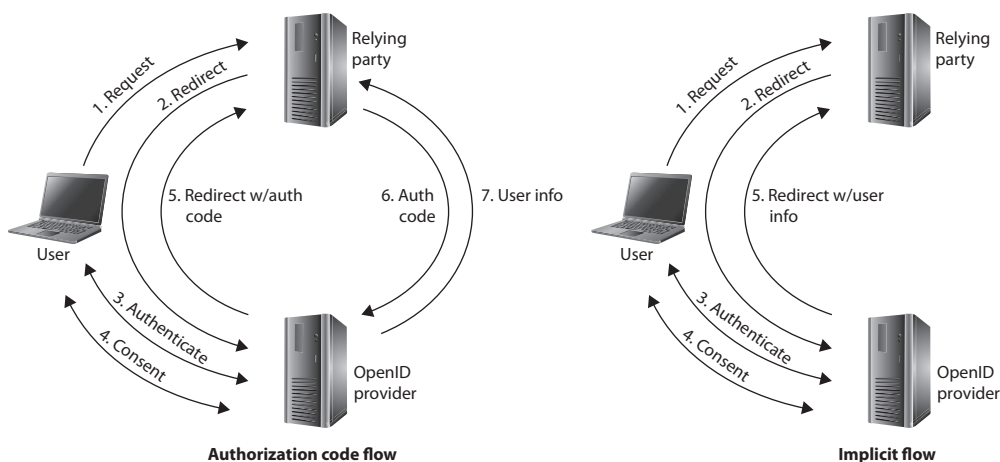 Relying
party
1. Request
2. Redirect
5. Redirect w/auth
code
6. Auth
code
7. User info
User
3. Authenticate
4. Consent
OpenID
provider
Authorization code flow
Relying
party
1. Request
2. Redirect
5. Redirect w/user
info
User
3. Authenticate
4. Consent
OpenID
provider
Implicit flow